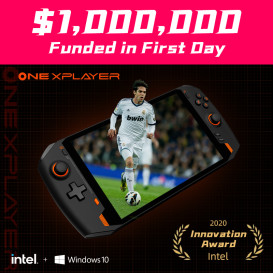 $1,000,000
Funded in First Day
ONEXPLAYER
ONEXPLAYER
bwin
2020
Innovation
Award
Intel
intel. + Windows 10